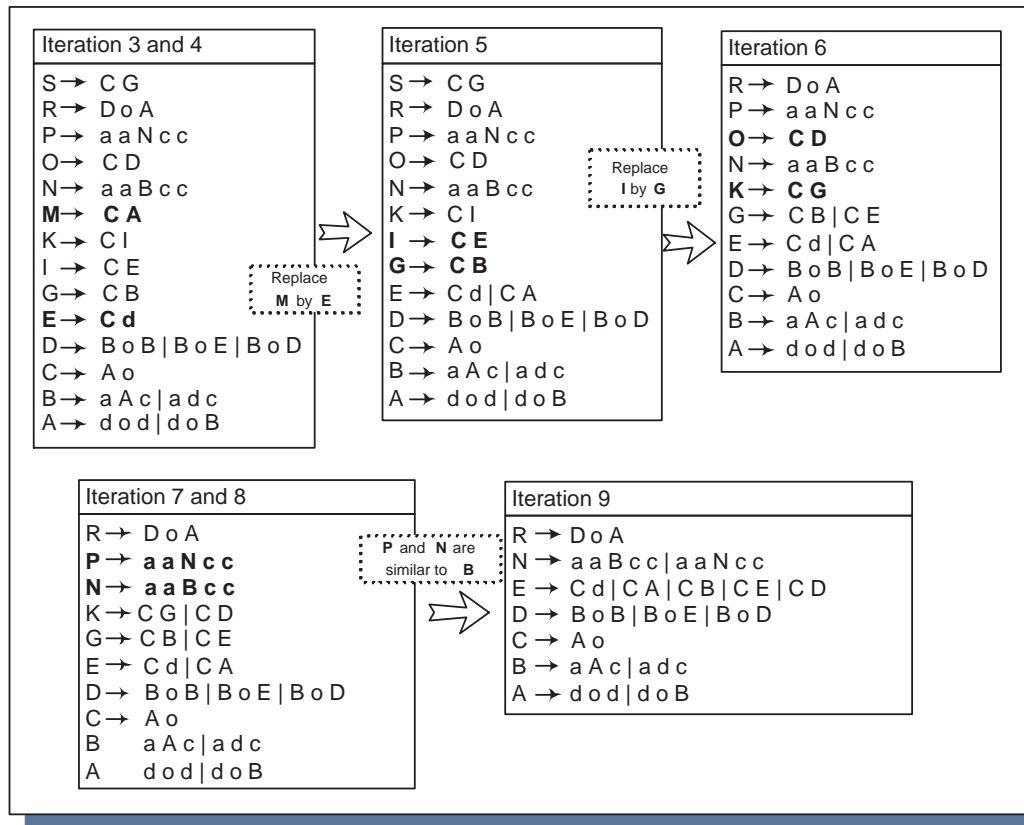 Iteration 3 and 4
S→ C G
R→ D o A
P→ a a N c c
O→ C D
N→ a a B c c
M→ C A
K→ C I
I → C E
G→ C B
E→ C d
D→ B o B | B o E | B o D
C→ A o
B→ a A c | a d c
A→ d o d | d o B
Replace
M by E
Iteration 5
S→ C G
R→ D o A
P→ a a N c c
O→ C D
N→ a a B c c
K→ C I
I → C E
G→ C B
E→ C d | C A
D→ B o B | B o E | B o D
C→ A o
B→ a A c | a d c
A→ d o d | d o B
Replace
I by G
Iteration 6
R→ D o A
P→ a a N c c
O→ C D
N→ a a B c c
K→ C G
G→ C B | C E
E→ C d | C A
D→ B o B | B o E | B o D
C→ A o
B→ a A c | a d c
A→ d o d | d o B
Iteration 7 and 8
R→ D o A
P→ a a N c c
N→ a a B c c
K→ C G | C D
G→ C B | C E
E→ C d | C A
D→ B o B | B o E | B o D
C→ A o
B a A c | a d c
A d o d | d o B
P and N are
similar to B
Iteration 9
R→ D o A
N→ a a B c c | a a N c c
E→ C d | C A | C B | C E | C D
D→ B o B | B o E | B o D
C→ A o
B→ a A c | a d c
A→ d o d | d o B